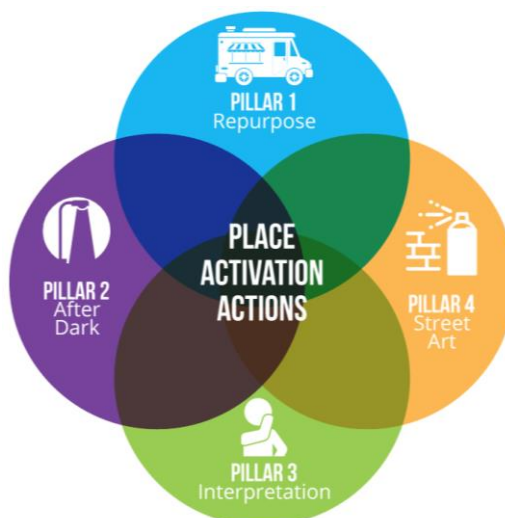 PILLAR 1
Repurpose
PLACE
ACTIVATION
ACTIONS
PILLAR 2
After
Dark
PILLAR 4
Street
Art
PILLAR 3
Interpretation